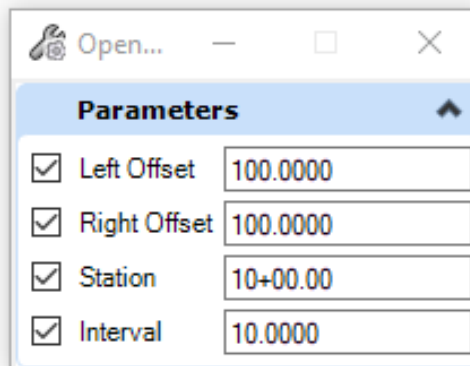 Open...
Parameters
Left Offset 100.0000
Right Offset 100.0000
Station 10+00.00
Interval 10.0000